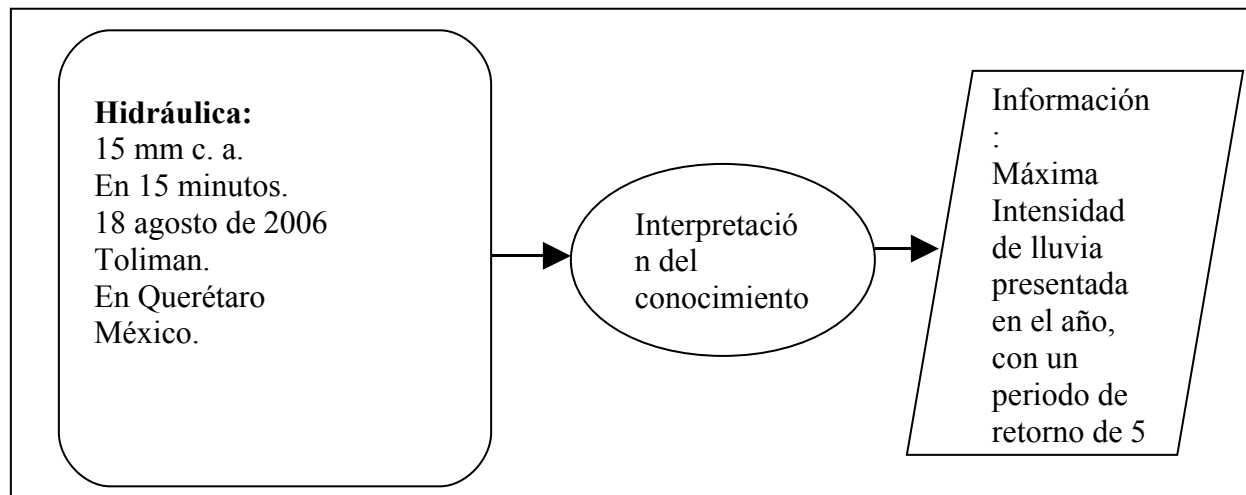 Hidráulica:
15 mm c. a.
En 15 minutos.
18 agosto de 2006
Toliman.
En Querétaro
México.
Interpretació
n del
conocimiento
Información
:
Máxima
Intensidad
de lluvia
presentada
en el año,
con un
periodo de
retorno de 5